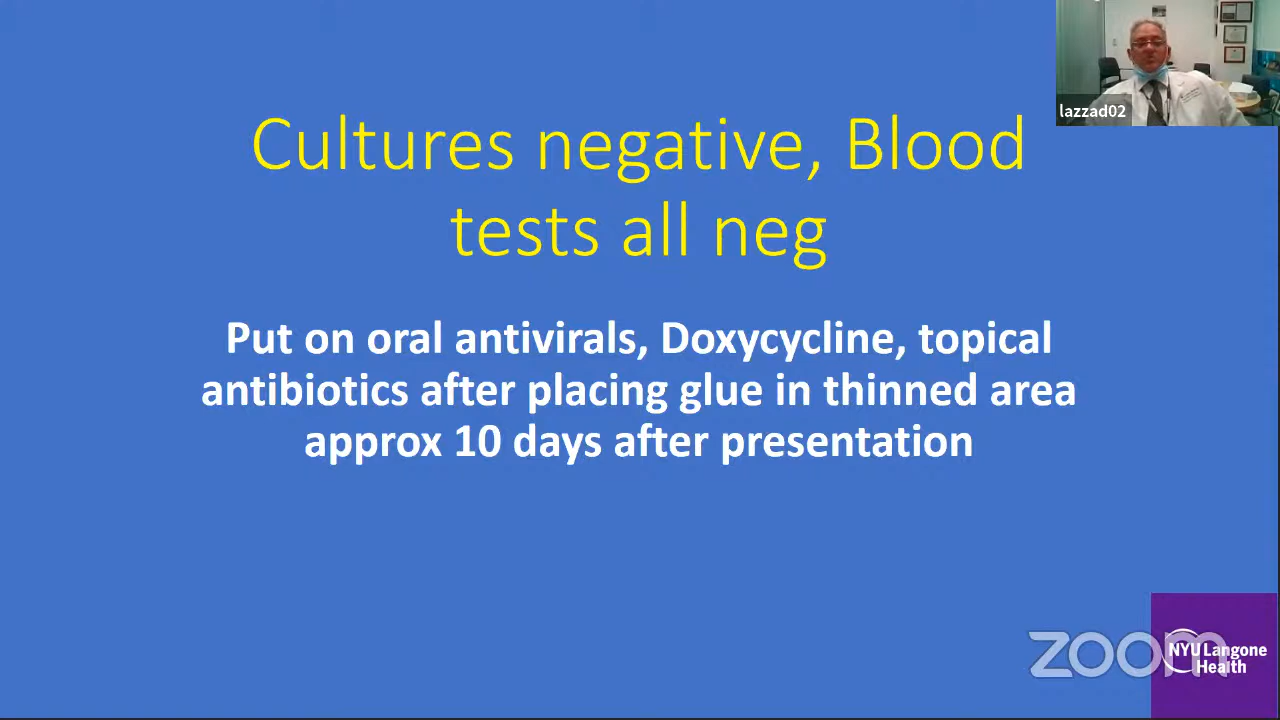 lazzad02
Cultures negative, Blood
tests all neg
Put on oral antivirals, Doxycycline, topical
antibiotics after placing glue in thinned area
approx 10 days after presentation
zoom
NYU Langone
Health